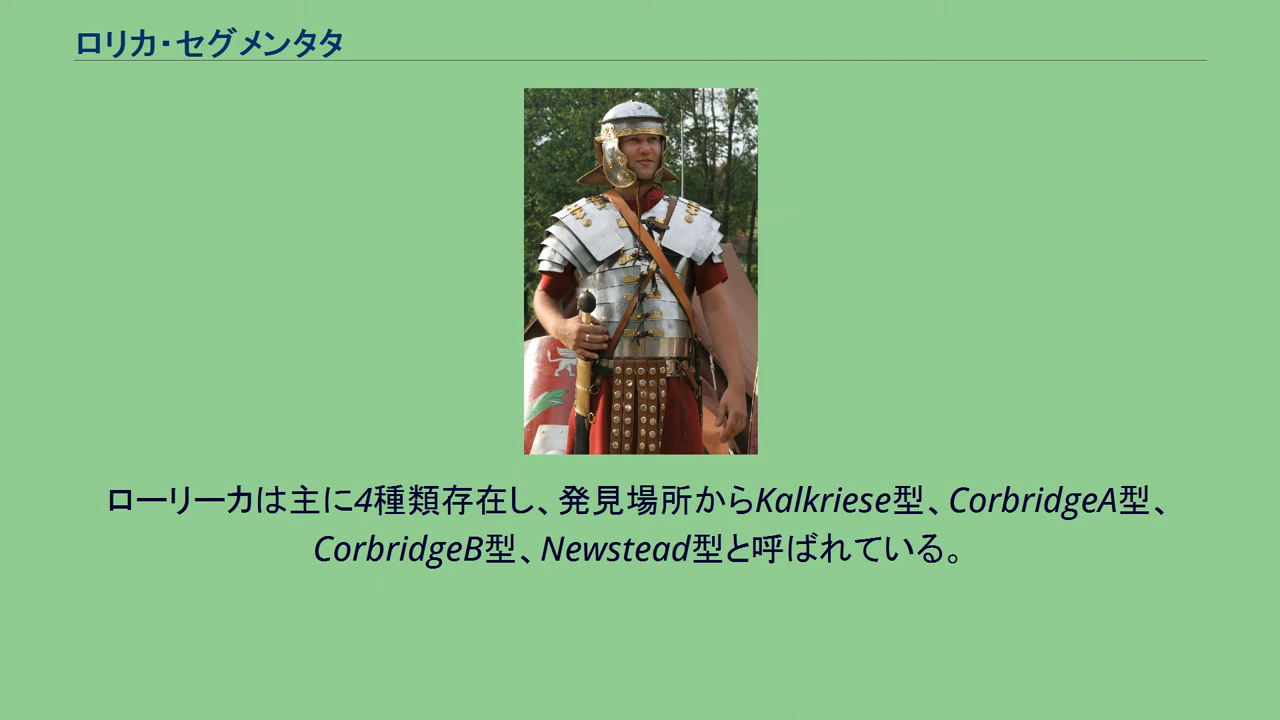 ロリカ・セグメンタタ
ローリーカは主に4種類存在し、発見場所からKalkriese型、CorbridgeA型、
CorbridgeB型、Newstead型と呼ばれている。